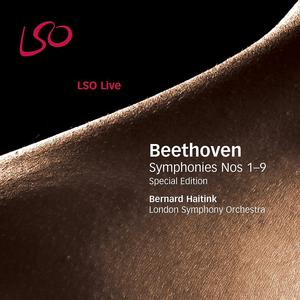 LSO
LSO Live
Beethoven
Symphonies Nos 1–9
Special Edition
Bernard Haitink
London Symphony Orchestra